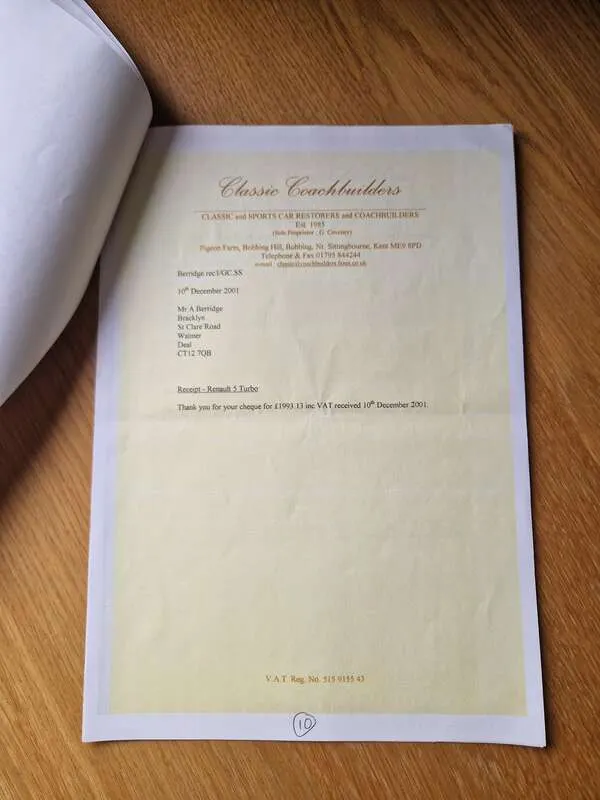 Classic Coachbuilders
CLASSIC and SPORTS CAR RESTORERS and COACHBUILDERS
Est. 1985
(Sole Proprietor : G. Coveney)
Pigeon Farm, Bobbing Hill, Bobbing, Nr. Sittingbourne, Kent ME9 8PD
Telephone & Fax 01795 844244
Berridge rec1/GC.SS
10th December 2001
Mr A Berridge
Bracklyn
St Clare Road
Walmer
Deal
CT12 7QB
Receipt - Renault 5 Turbo
Thank you for your cheque for £1993.13 inc VAT received 10th December 2001.
V.A.T. Reg. No. 515 9155 43
10